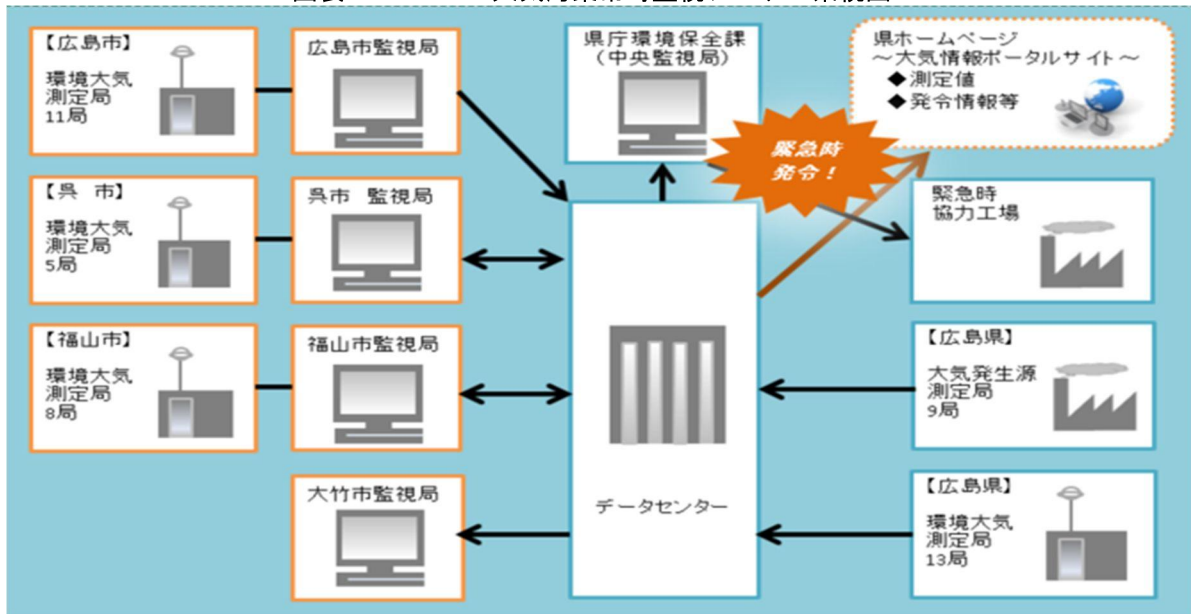 【広島市】
環境大気
測定局
11局
広島市監視局
県庁環境保全課
(中央監視局)
県ホームページ
～大気情報ポータルサイト～
◆測定値
◆発令情報等
緊急時
発令！
【呉　市】
環境大気
測定局
5局
呉市　監視局
緊急時
協力工場
【福山市】
環境大気
測定局
8局
福山市監視局
【広島県】
大気発生源
測定局
9局
大竹市監視局
データセンター
【広島県】
環境大気
測定局
13局